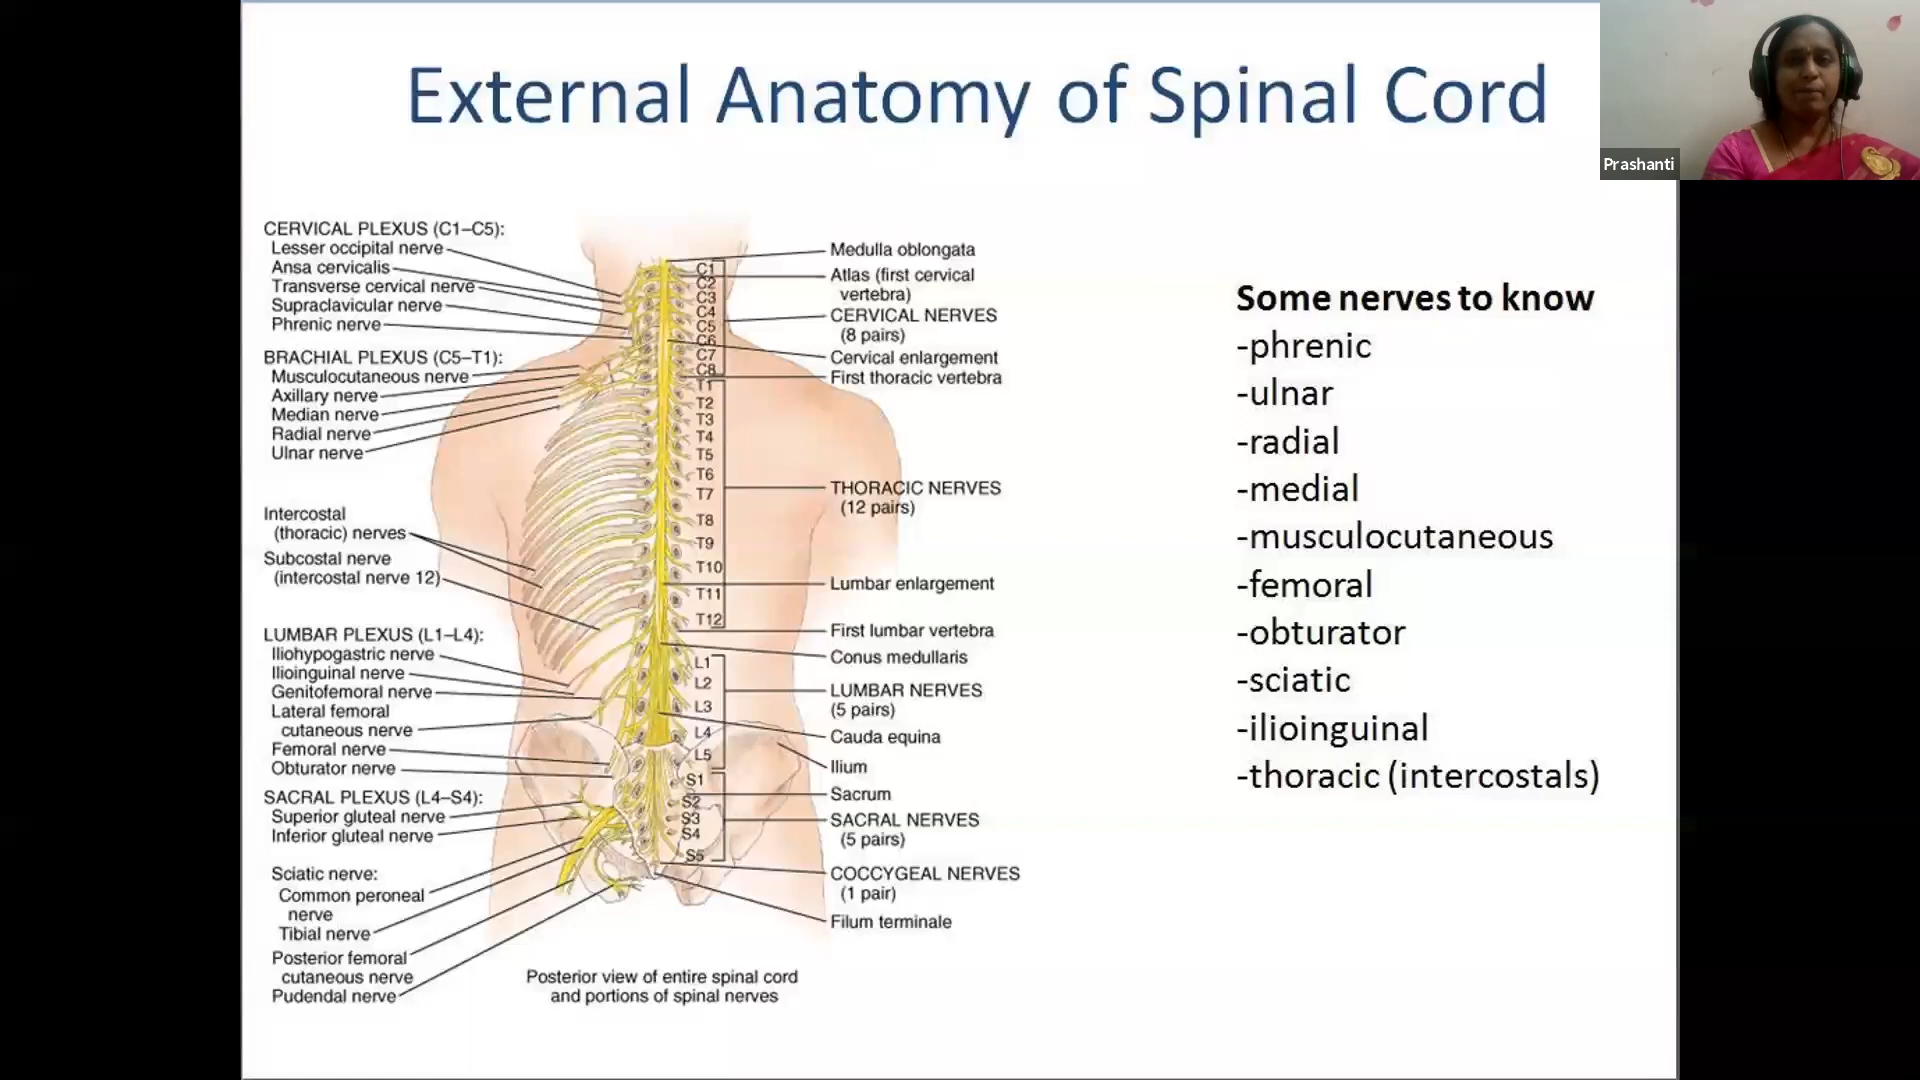 External Anatomy of Spinal Cord
Prashanti
CERVICAL PLEXUS (C1–C5):
Lesser occipital nerve
Ansa cervicalis
Transverse cervical nerve
Supraclavicular nerve
Phrenic nerve
BRACHIAL PLEXUS (C5–T1):
Musculocutaneous nerve
Axillary nerve
Median nerve
Radial nerve
Ulnar nerve
Intercostal
(thoracic) nerves
Subcostal nerve
(intercostal nerve 12)
LUMBAR PLEXUS (L1–L4):
Iliohypogastric nerve
Ilioinguinal nerve
Genitofemoral nerve
Lateral femoral
cutaneous nerve
Femoral nerve
Obturator nerve
SACRAL PLEXUS (L4–S4):
Superior gluteal nerve
Inferior gluteal nerve
Sciatic nerve:
Common peroneal
nerve
Tibial nerve
Posterior femoral
cutaneous nerve
Pudendal nerve
C1
C2
C3
C4
C5
C6
C7
C8
T1
T2
T3
T4
T5
T6
T7
T8
T9
T10
T11
T12
L1
L2
L3
L4
L5
S1
S2
S3
S4
S5
Medulla oblongata
Atlas (first cervical
vertebra)
CERVICAL NERVES
(8 pairs)
Cervical enlargement
First thoracic vertebra
THORACIC NERVES
(12 pairs)
Lumbar enlargement
First lumbar vertebra
Conus medullaris
LUMBAR NERVES
(5 pairs)
Cauda equina
Ilium
Sacrum
SACRAL NERVES
(5 pairs)
COCCYGEAL NERVES
(1 pair)
Filum terminale
Posterior view of entire spinal cord
and portions of spinal nerves
Some nerves to know
-phrenic
-ulnar
-radial
-medial
-musculocutaneous
-femoral
-obturator
-sciatic
-ilioinguinal
-thoracic (intercostals)